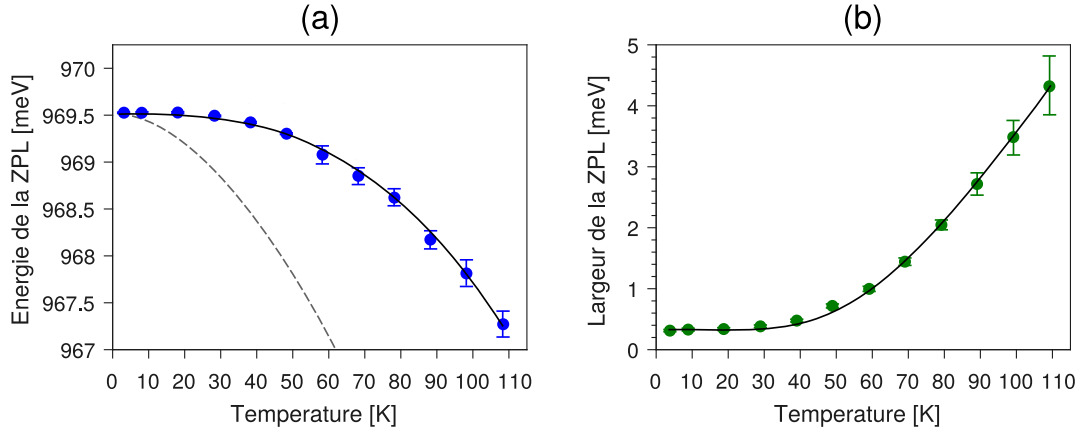 (a)
Energie de la ZPL [meV]
970
969.5
969
968.5
968
967.5
967
0 10 20 30 40 50 60 70 80 90 100 110
Temperature [K]
(b)
Largeur de la ZPL [meV]
5
4
3
2
1
0
0 10 20 30 40 50 60 70 80 90 100 110
Temperature [K]